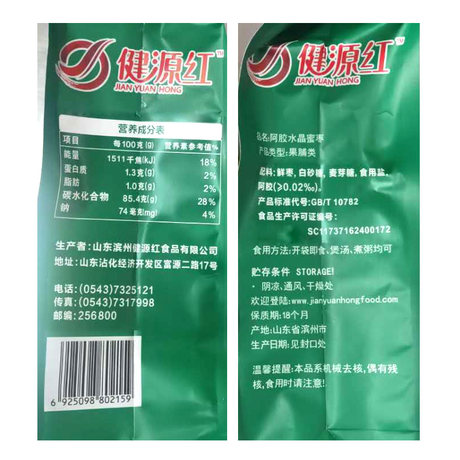 健源红™
JIAN YUAN HONG
营养成分表
项目 每100克(g) 营养素参考值%
能量 1511千焦(kJ) 18%
蛋白质 1.3克(g) 2%
脂肪 1.0克(g) 2%
碳水化合物 85.4克(g) 28%
钠 74毫克(mg) 4%
生产者:山东滨州健源红食品有限公司
地址:山东沾化经济开发区富源二路17号
电话:(0543)7325121
传真:(0543)7317998
邮编:256800
6 925098 802159
健源红™
JIAN YUAN HONG
品名:阿胶水晶蜜枣
产品类型:果脯类
配料:鲜枣,白砂糖,麦芽糖,食用盐,
阿胶(≥0.02%).
产品标准代号:GB/T 10782
食品生产许可证编号:
SC11737162400172
食用方法:开袋即食、煲汤、煮粥均可
贮存条件 STORAGE!
·阴凉、通风、干燥处
欢迎登陆:www.jianyuanhongfood.com
保质期:18个月
产地:山东省滨州市
生产日期:见封口处
温馨提醒:本品系机械去核,偶有残
核,食用时请注意!